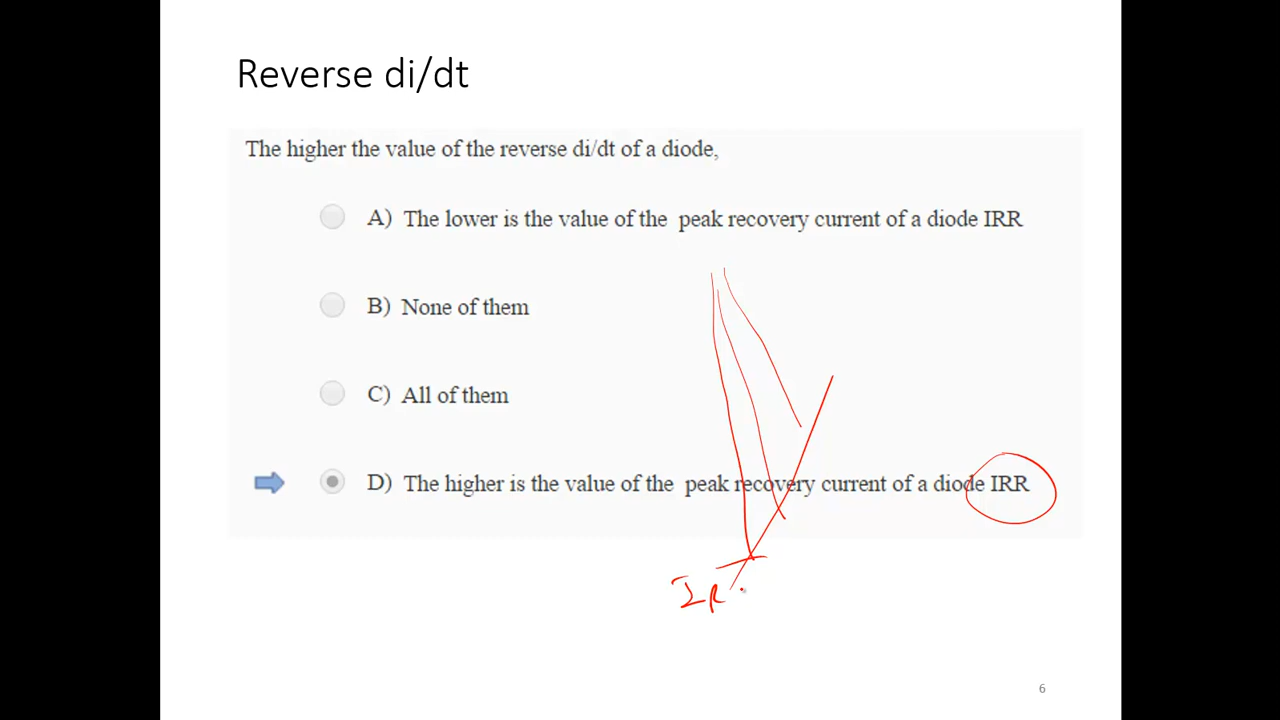 Reverse di/dt
The higher the value of the reverse di/dt of a diode,
A) The lower is the value of the peak recovery current of a diode IRR
B) None of them
C) All of them
D) The higher is the value of the peak recovery current of a diode IRR
IR
6